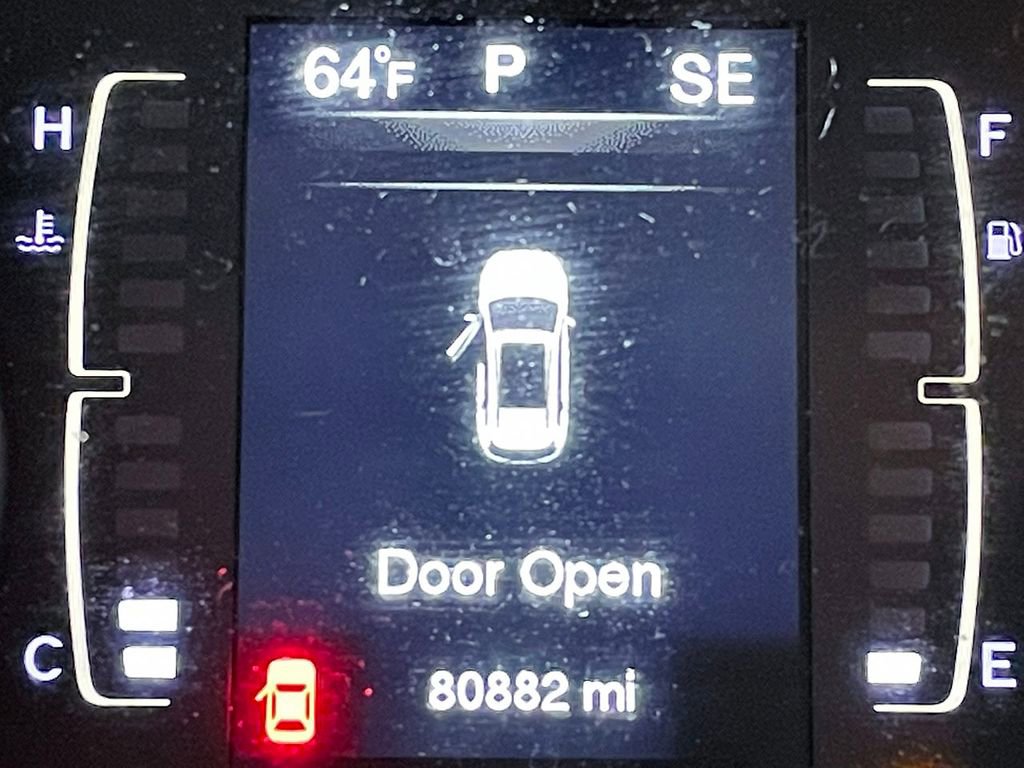 64°F P SE
H F
Door Open
C 80882 mi E